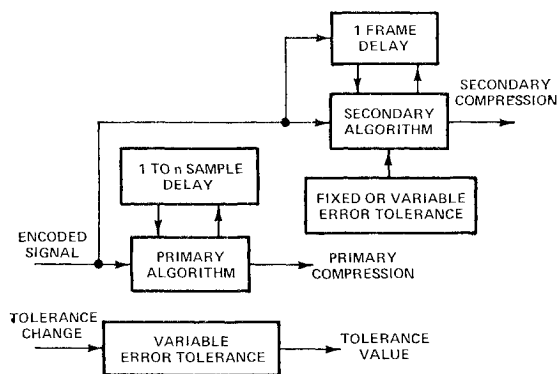 1 FRAME
DELAY
SECONDARY
COMPRESSION
SECONDARY
ALGORITHM
1 TO n SAMPLE
DELAY
FIXED OR VARIABLE
ERROR TOLERANCE
ENCODED
SIGNAL
PRIMARY
ALGORITHM
PRIMARY
COMPRESSION
TOLERANCE
CHANGE
VARIABLE
ERROR TOLERANCE
TOLERANCE
VALUE